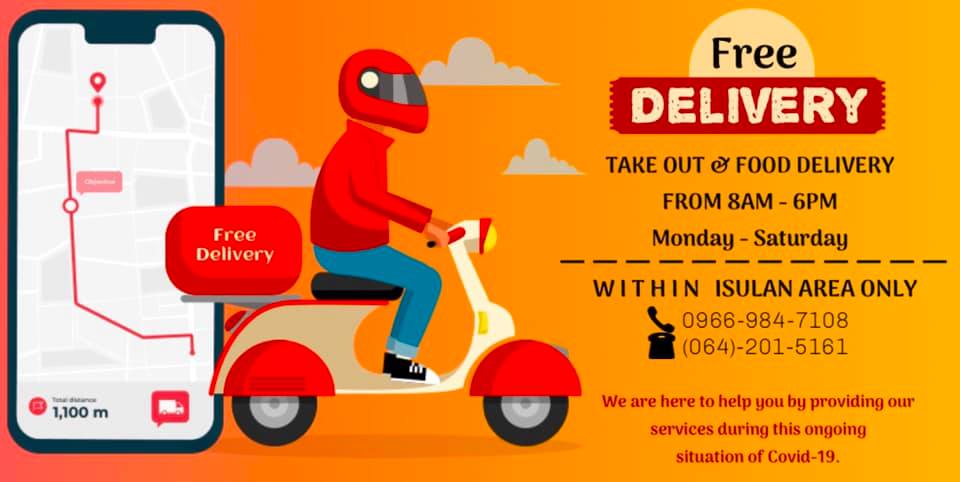 Objective
Total distance
1,100 m
Free
Delivery
Free
DELIVERY
TAKE OUT & FOOD DELIVERY
FROM 8AM - 6PM
Monday - Saturday
WITHIN ISULAN AREA ONLY
0966-984-7108
(064)-201-5161
We are here to help you by providing our
services during this ongoing
situation of Covid-19.